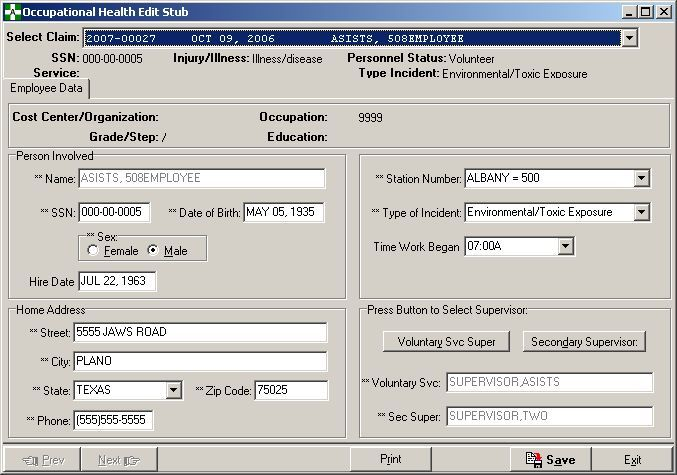 Occupational Health Edit Stub
Select Claim: 2007-00027 OCT 09, 2006 ASISTS, 508EMPLOYEE
SSN: 000-00-0005 Injury/Illness: Illness/disease Personnel Status: Volunteer
Service: Type Incident: Environmental/Toxic Exposure
Employee Data
Cost Center/Organization: Occupation: 9999
Grade/Step: / Education:
Person Involved
** Name: ASISTS, 508EMPLOYEE
** SSN: 000-00-0005 ** Date of Birth: MAY 05, 1935
** Sex:
Female Male
Hire Date JUL 22, 1963
** Station Number: ALBANY = 500
** Type of Incident: Environmental/Toxic Exposure
Time Work Began 07:00A
Home Address
** Street: 5555 JAWS ROAD
** City: PLANO
** State: TEXAS ** Zip Code: 75025
** Phone: (555)555-5555
Press Button to Select Supervisor:
Voluntary Svc Super Secondary Supervisor:
** Voluntary Svc: SUPERVISOR,ASISTS
** Sec Super: SUPERVISOR,TWO
Prev Next Print Save Exit